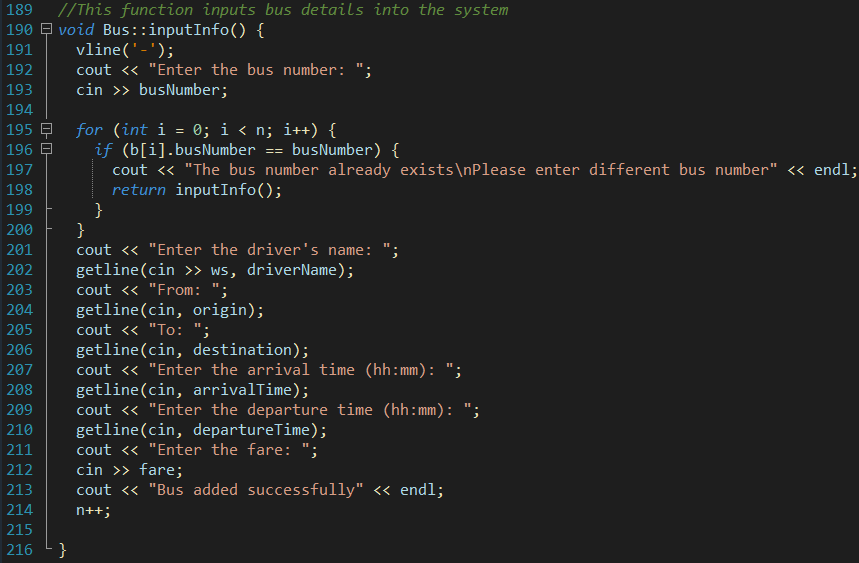 189 //This function inputs bus details into the system
190 void Bus::inputInfo() {
191 vline('-');
192 cout << "Enter the bus number: ";
193 cin >> busNumber;
194
195 for (int i = 0; i < n; i++) {
196 if (b[i].busNumber == busNumber) {
197 cout << "The bus number already exists\nPlease enter different bus number" << endl;
198 return inputInfo();
199 }
200 }
201 cout << "Enter the driver's name: ";
202 getline(cin >> ws, driverName);
203 cout << "From: ";
204 getline(cin, origin);
205 cout << "To: ";
206 getline(cin, destination);
207 cout << "Enter the arrival time (hh:mm): ";
208 getline(cin, arrivalTime);
209 cout << "Enter the departure time (hh:mm): ";
210 getline(cin, departureTime);
211 cout << "Enter the fare: ";
212 cin >> fare;
213 cout << "Bus added successfully" << endl;
214 n++;
215
216 }